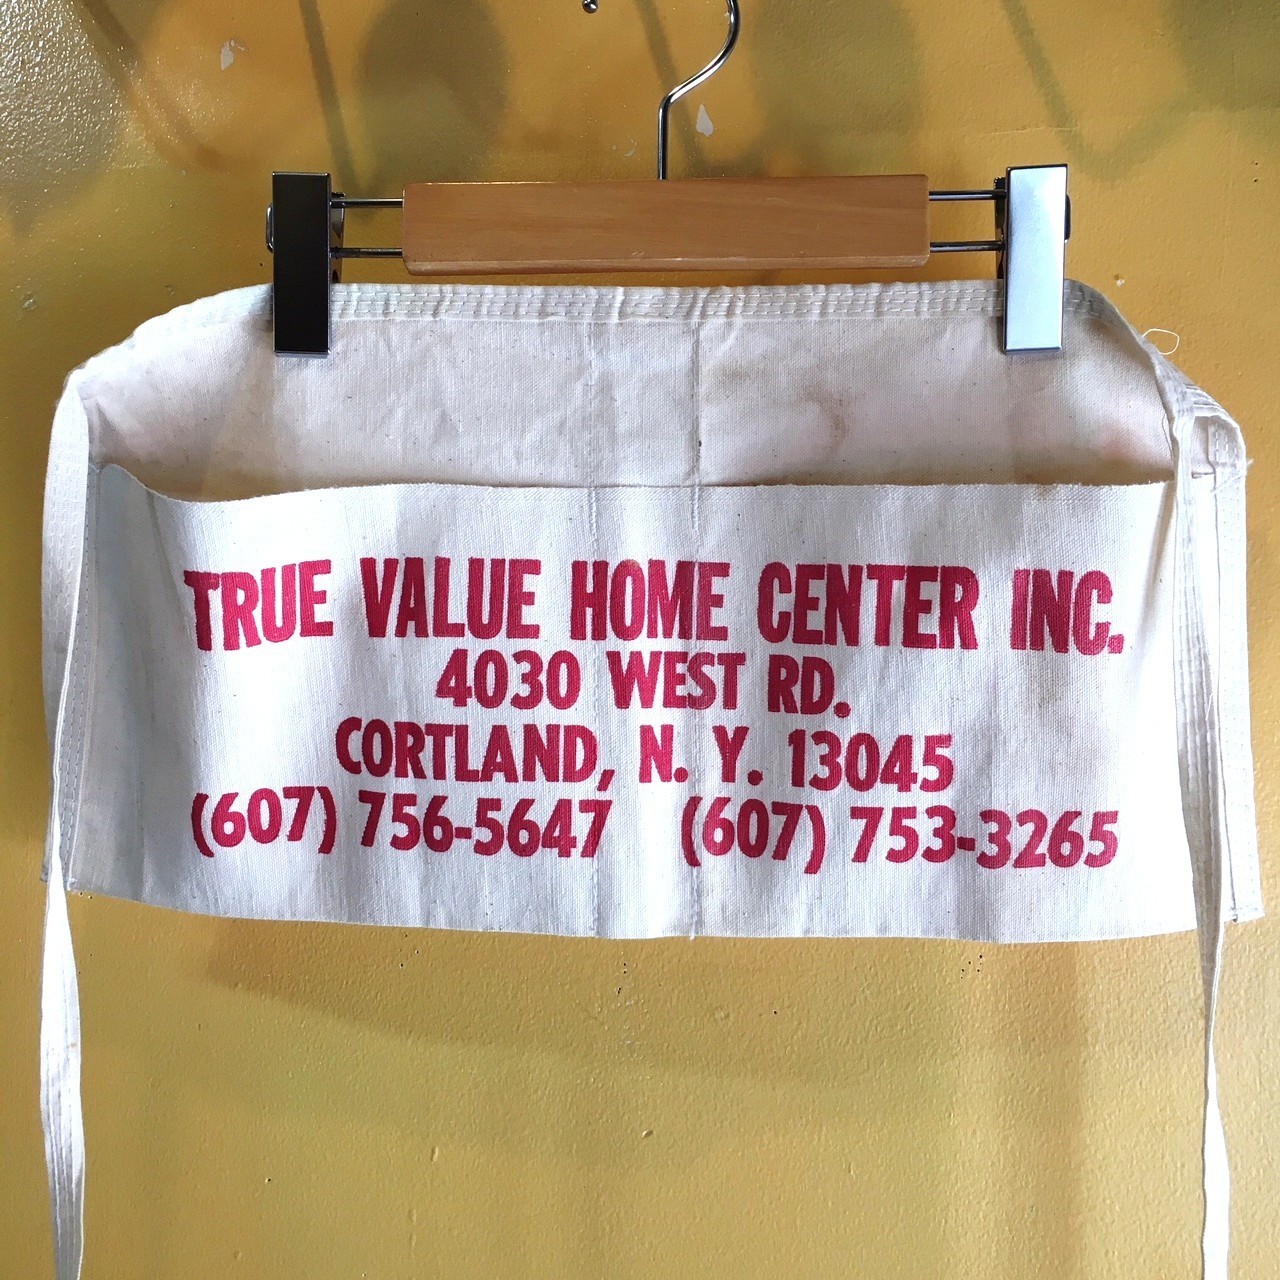 TRUE VALUE HOME CENTER INC.
4030 WEST RD.
CORTLAND, N. Y. 13045
(607) 756-5647 (607) 753-3265